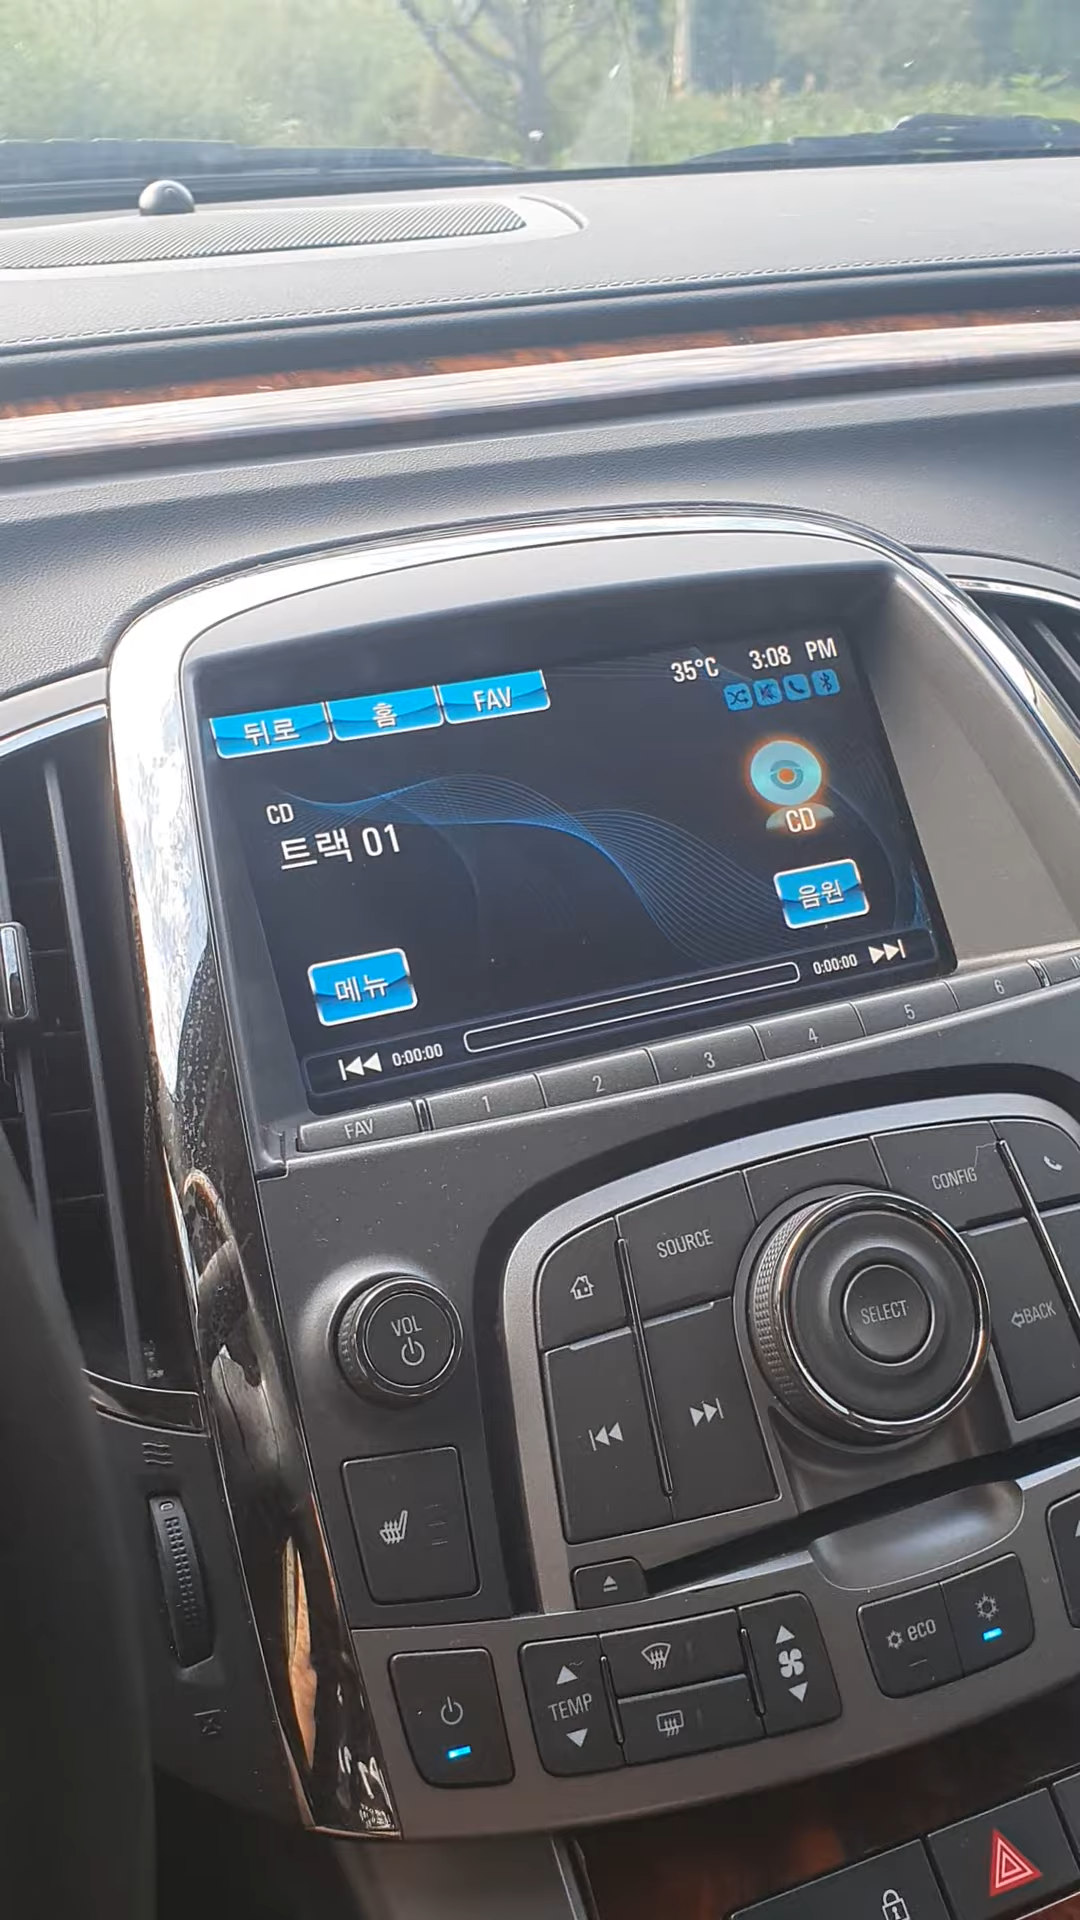 35°C 3:08 PM
뒤로 홈 FAV
CD
트랙 01
CD
음원
메뉴
0:00:00
0:00:00
FAV 1 2 3 4 5 6
CONFIG
SOURCE
VOL
SELECT
BACK
eco
TEMP
0